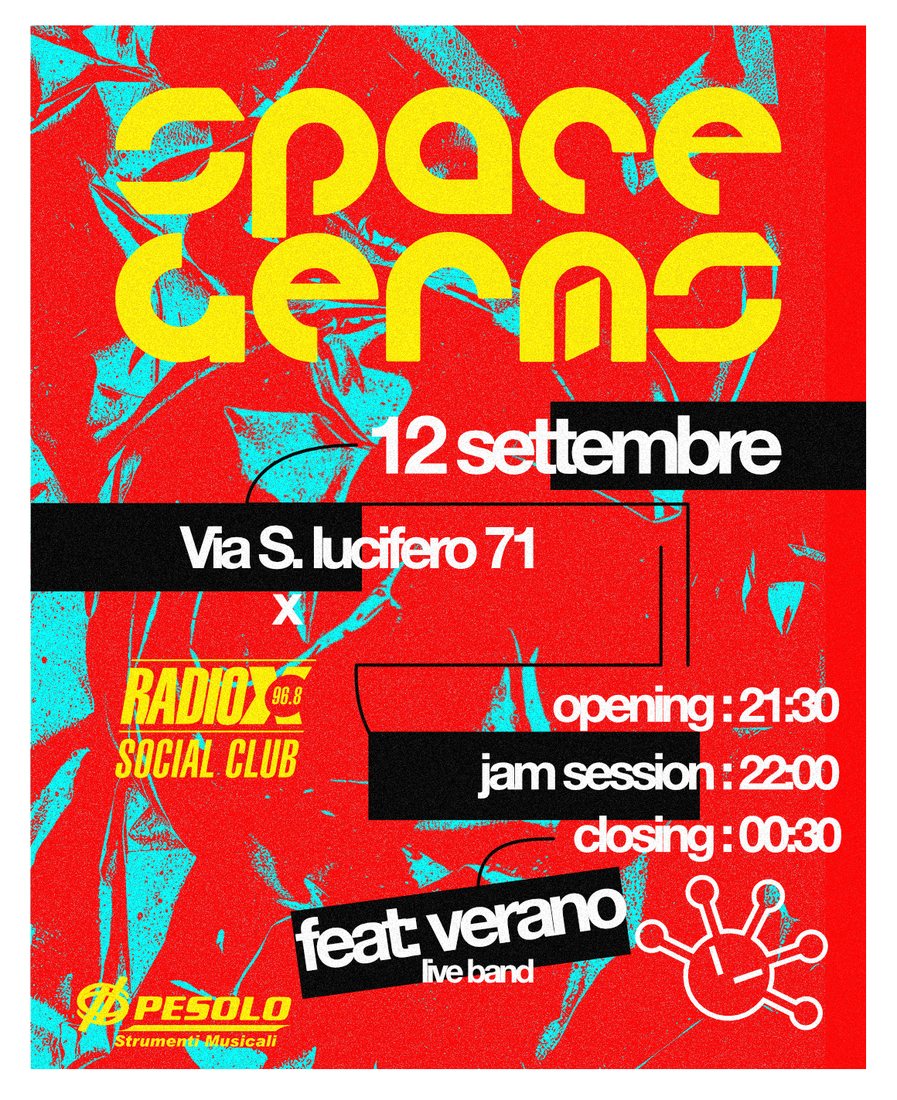 space
Germs
12 settembre
Via S. lucifero 71
x
RADIOX 96.8
SOCIAL CLUB
opening : 21:30
jam session : 22:00
closing : 00:30
feat: verano
live band
PESOLO
Strumenti Musicali